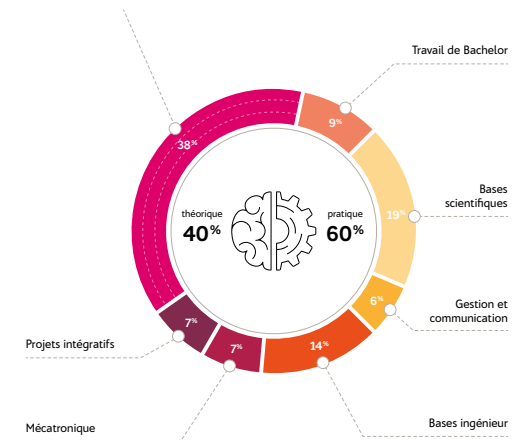 Travail de Bachelor
9%
38%
Bases
scientifiques
19%
théorique
40%
pratique
60%
6%
Gestion et
communication
7%
Projets intégratifs
7%
14%
Mécatronique
Bases ingénieur